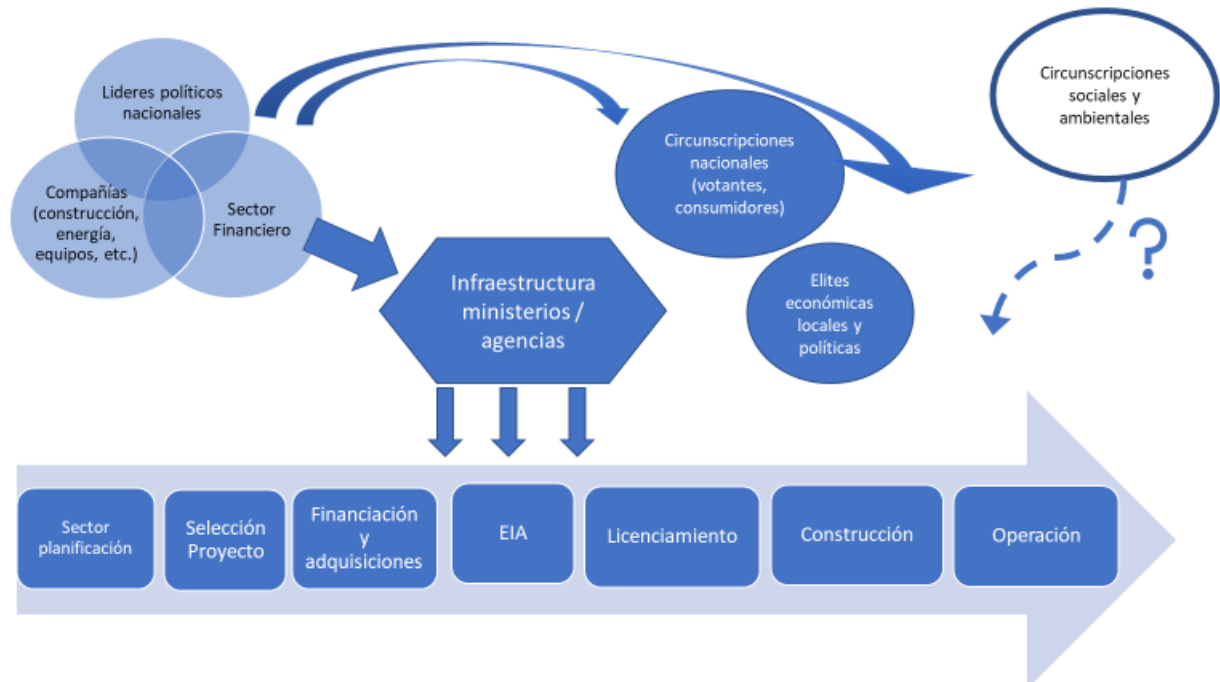 Lideres políticos
nacionales
Compañías
(construcción,
energía,
equipos, etc.)
Sector
Financiero
Circunscripciones
nacionales
(votantes,
consumidores)
Circunscripciones
sociales y
ambientales
?
Infraestructura
ministerios /
agencias
Elites
económicas
locales y
políticas
Sector
planificación
Selección
Proyecto
Financiación
y
adquisiciones
EIA
Licenciamiento
Construcción
Operación